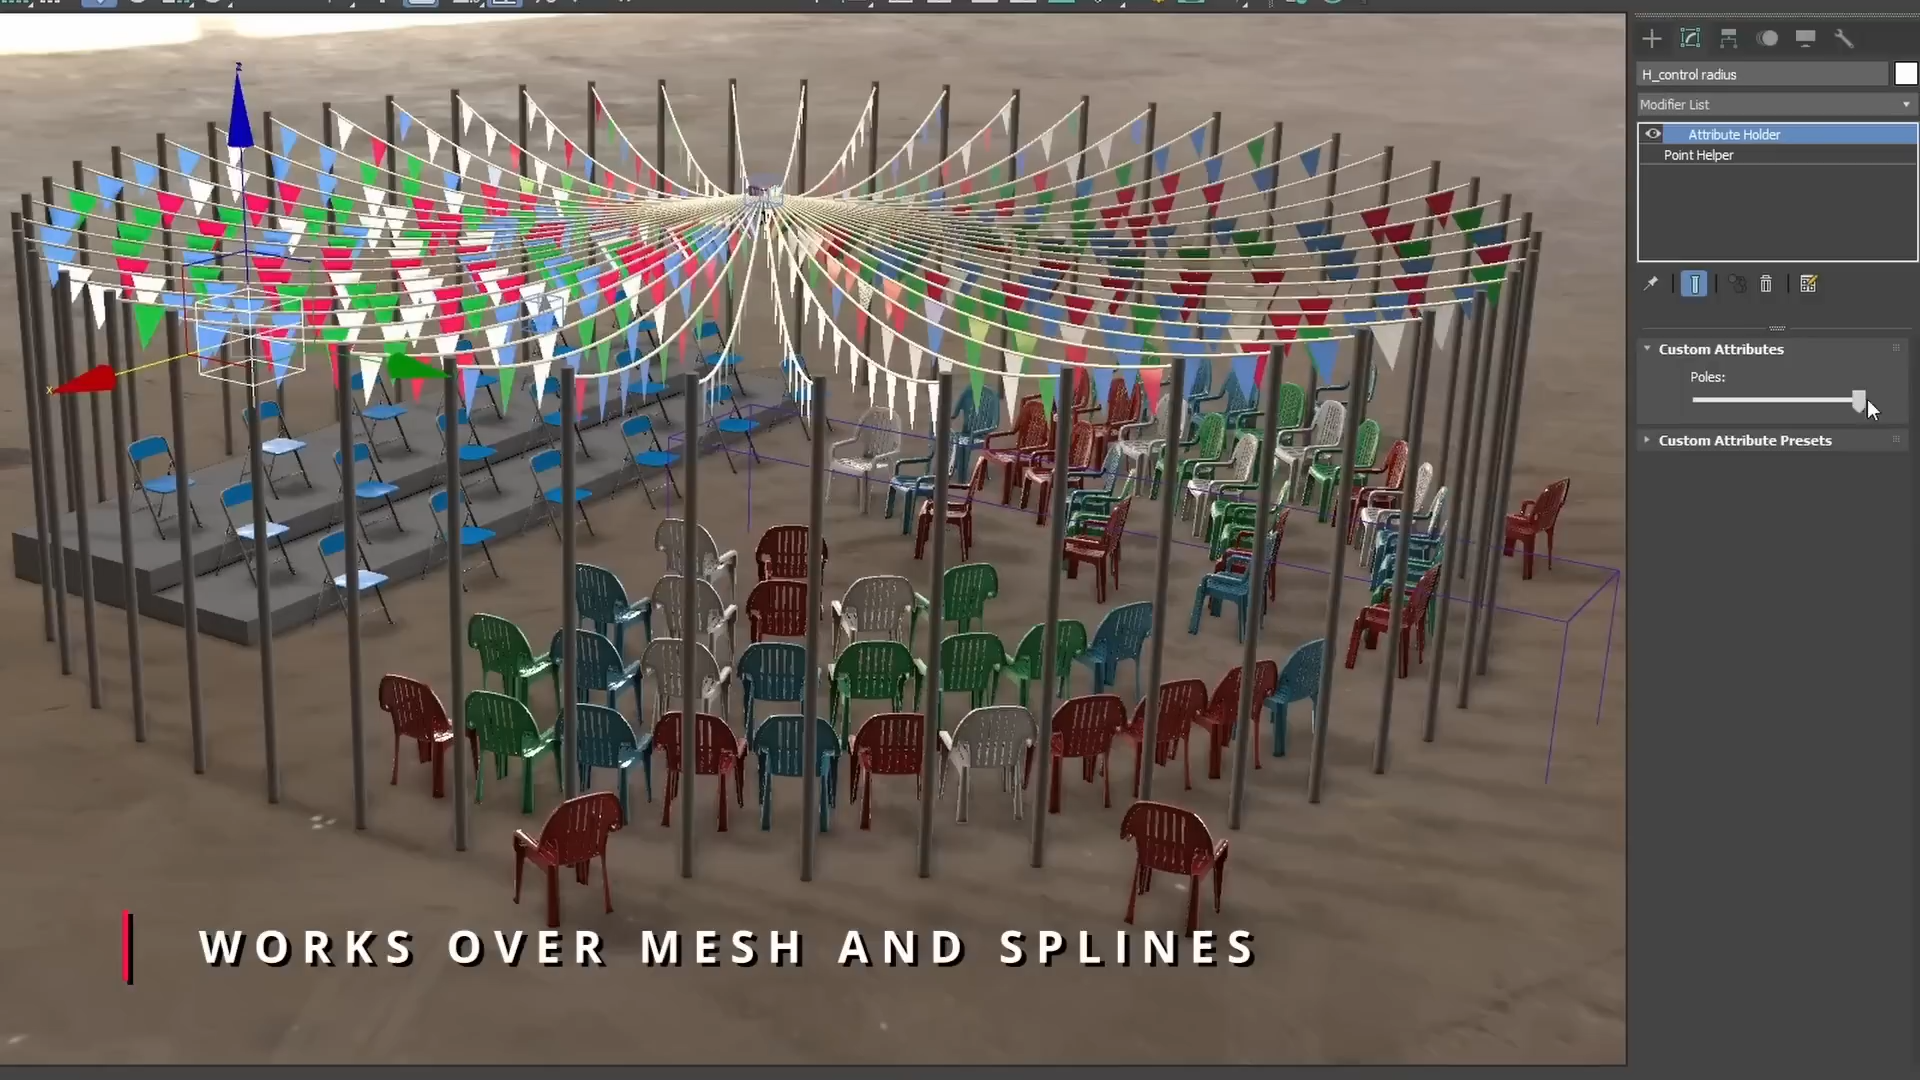 H_control radius
Modifier List
Attribute Holder
Point Helper
Custom Attributes
Poles:
Custom Attribute Presets
z
x
WORKS OVER MESH AND SPLINES